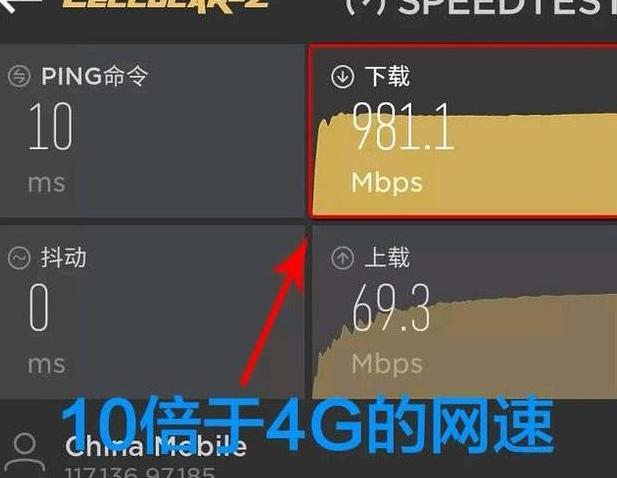 CELLULAR-Z
SPEEDTEST
PING命令
10
ms
下载
981.1
Mbps
抖动
0
ms
上载
69.3
Mbps
10倍于4G的网速
China Mobile
117.136.97.185